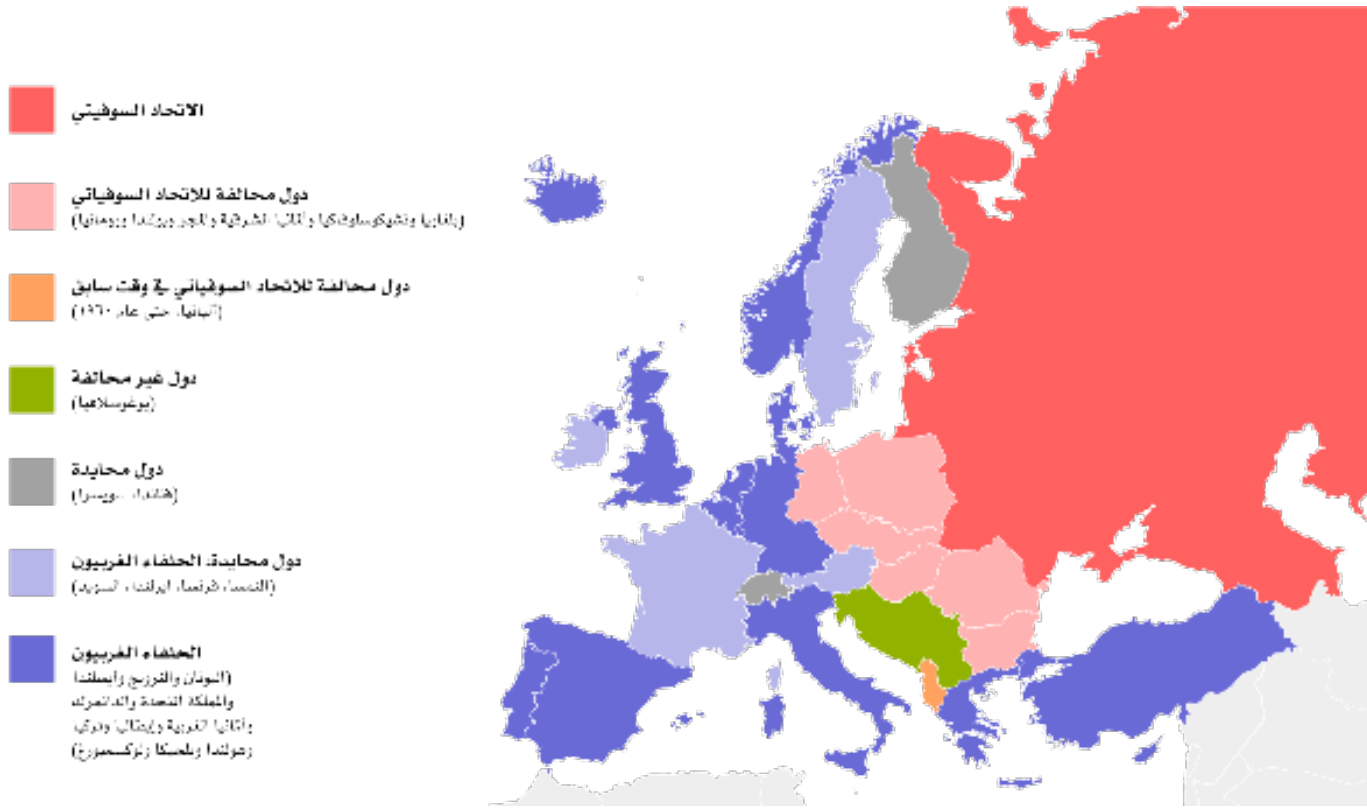 الاتحاد السوفيتي
دول محالفة للاتحاد السوفياتي
(بلغاريا وتشيكوسلوفاكيا وألمانيا الشرقية والمجر وبولندا ورومانيا)
دول محالفة للاتحاد السوفياتي في وقت سابق
(ألبانيا، حتى عام ١٩٦٠)
دول غير محالفة
(يوغوسلافيا)
دول محايدة
(فنلندا، سويسرا)
دول محايدة، الحلفاء الغربيون
(النمسا، فرنسا، ايرلندا، السويد)
الحلفاء الغربيون
(اليونان والنرويج وأيسلندا
والمملكة المتحدة والدانمرك
وألمانيا الغربية وإيطاليا وتركيا
وهولندا وبلجيكا ولوكسمبورغ)